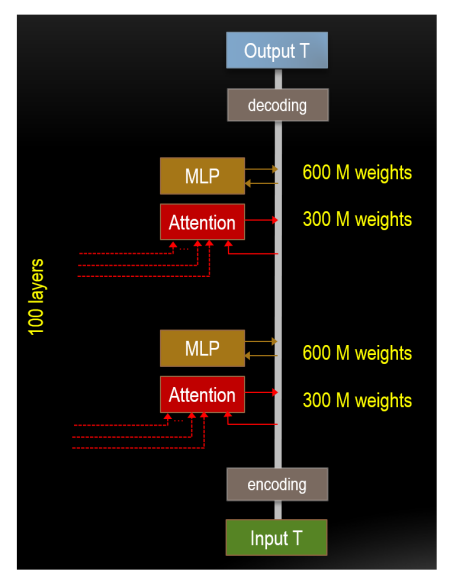 Output T
decoding
MLP
600 M weights
Attention
300 M weights
...
100 layers
MLP
600 M weights
Attention
300 M weights
...
encoding
Input T